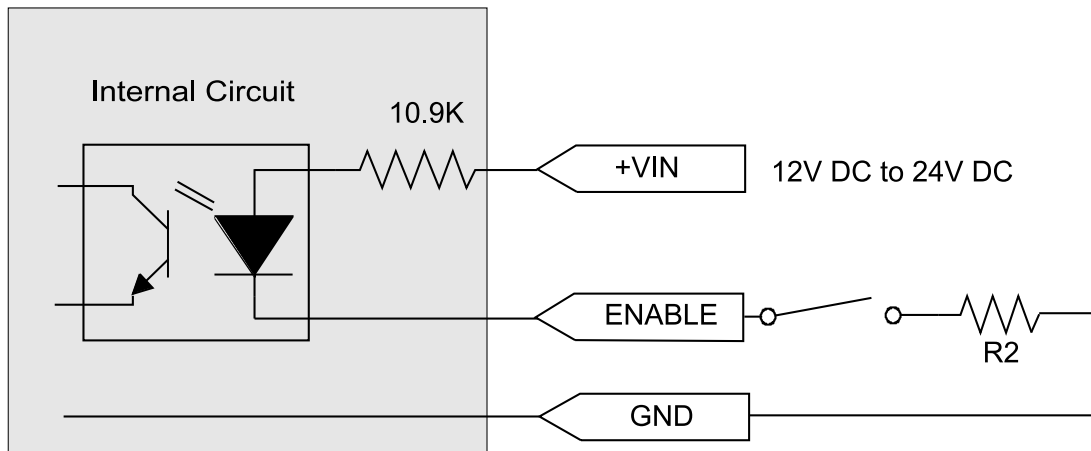 Internal Circuit
10.9K
+VIN
12V DC to 24V DC
ENABLE
R2
GND